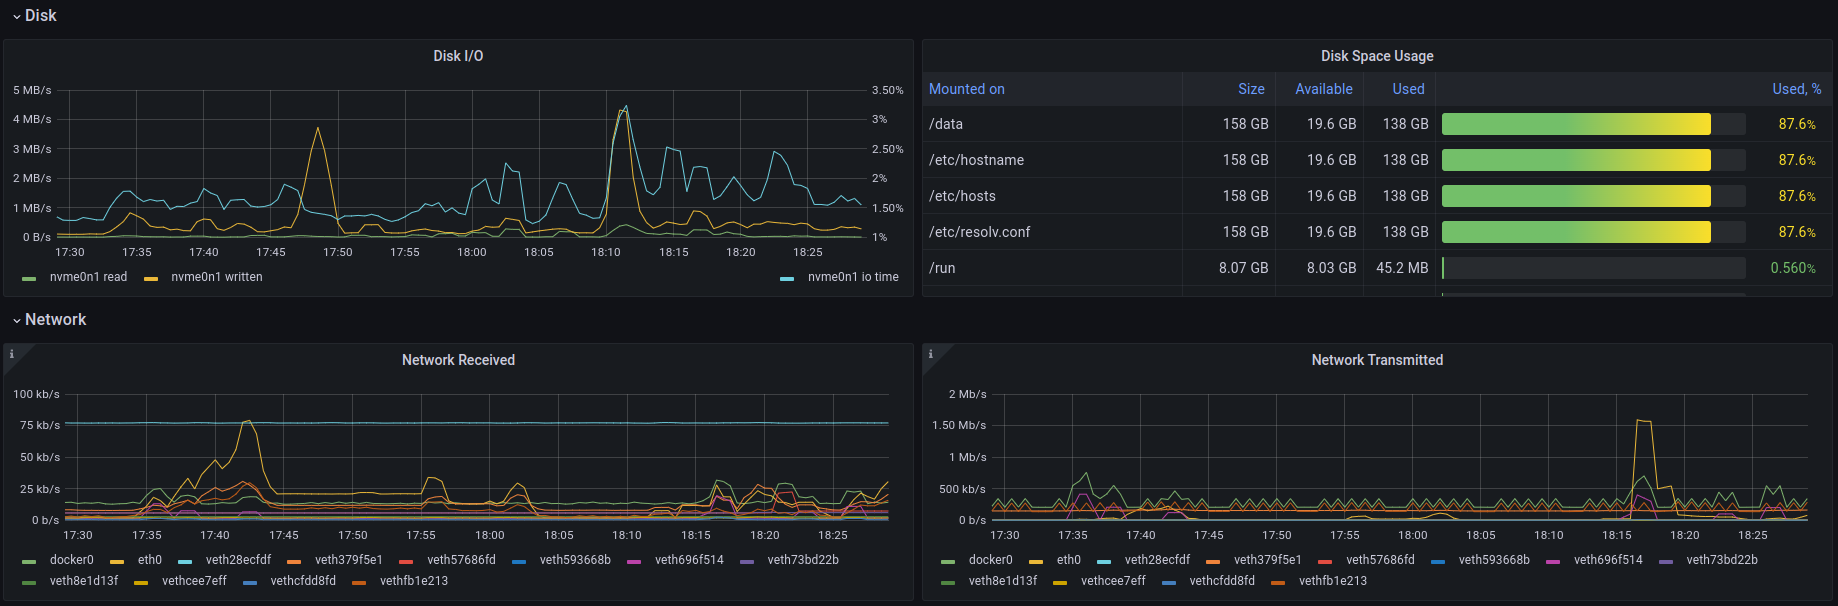 Disk
Disk I/O
5 MB/s 3.50%
4 MB/s 3%
3 MB/s 2.50%
2 MB/s 2%
1 MB/s 1.50%
0 B/s 1%
17:30 17:35 17:40 17:45 17:50 17:55 18:00 18:05 18:10 18:15 18:20 18:25
nvme0n1 read nvme0n1 written nvme0n1 io time
Disk Space Usage
Mounted on Size Available Used Used, %
/data 158 GB 19.6 GB 138 GB 87.6%
/etc/hostname 158 GB 19.6 GB 138 GB 87.6%
/etc/hosts 158 GB 19.6 GB 138 GB 87.6%
/etc/resolv.conf 158 GB 19.6 GB 138 GB 87.6%
/run 8.07 GB 8.03 GB 45.2 MB 0.560%
Network
i
Network Received
100 kb/s
75 kb/s
50 kb/s
25 kb/s
0 b/s
17:30 17:35 17:40 17:45 17:50 17:55 18:00 18:05 18:10 18:15 18:20 18:25
docker0 eth0 veth28ecfdf veth379f5e1 veth57686fd veth593668b veth696f514 veth73bd22b
veth8e1d13f vethcee7eff vethcfdd8fd vethfb1e213
i
Network Transmitted
2 Mb/s
1.50 Mb/s
1 Mb/s
500 kb/s
0 b/s
17:30 17:35 17:40 17:45 17:50 17:55 18:00 18:05 18:10 18:15 18:20 18:25
docker0 eth0 veth28ecfdf veth379f5e1 veth57686fd veth593668b veth696f514 veth73bd22b
veth8e1d13f vethcee7eff vethcfdd8fd vethfb1e213